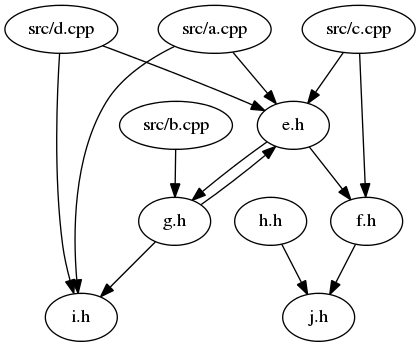 src/d.cpp
src/a.cpp
src/c.cpp
src/b.cpp
e.h
g.h
h.h
f.h
i.h
j.h